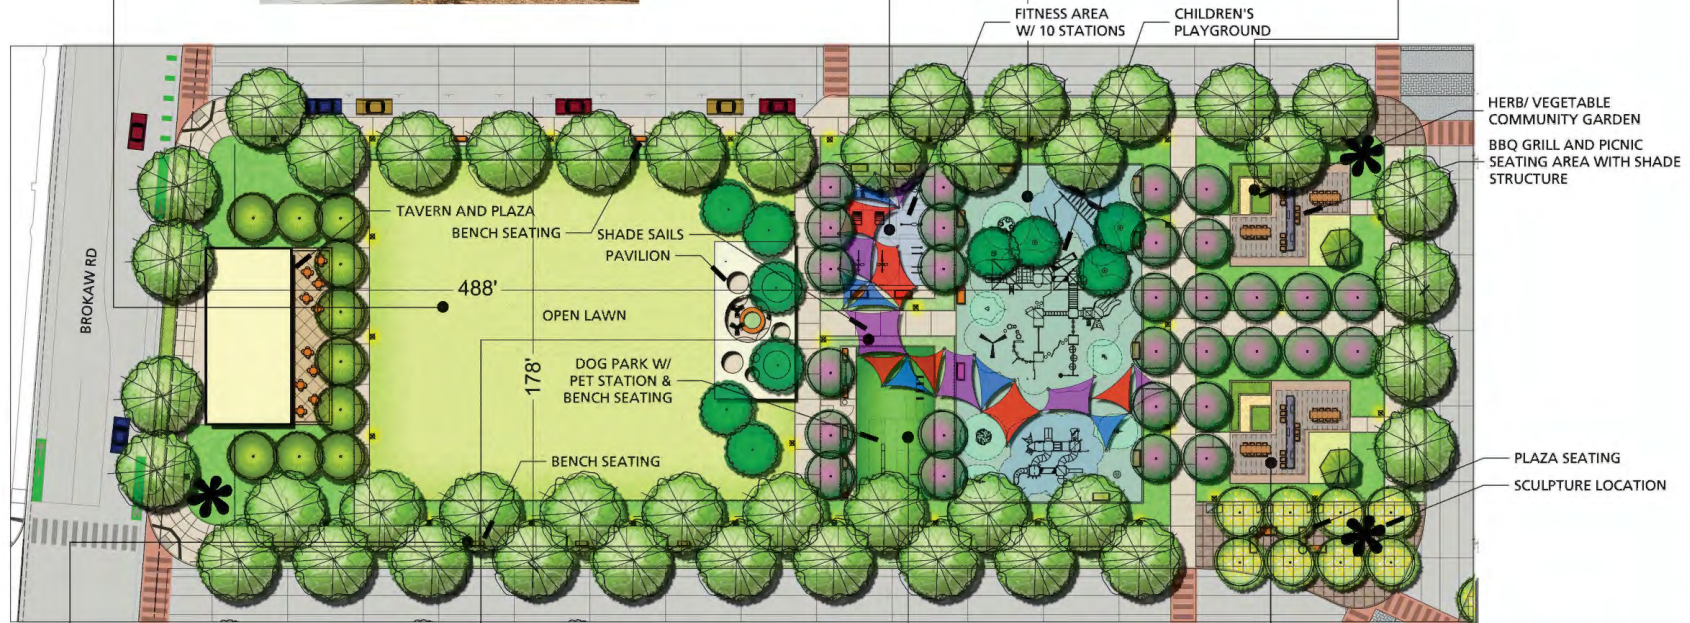 FITNESS AREA
W/ 10 STATIONS
CHILDREN'S
PLAYGROUND
HERB/ VEGETABLE
COMMUNITY GARDEN
BBQ GRILL AND PICNIC
SEATING AREA WITH SHADE
STRUCTURE
TAVERN AND PLAZA
BENCH SEATING
SHADE SAILS
PAVILION
BROKAW RD
488'
OPEN LAWN
178'
DOG PARK W/
PET STATION &
BENCH SEATING
BENCH SEATING
PLAZA SEATING
SCULPTURE LOCATION